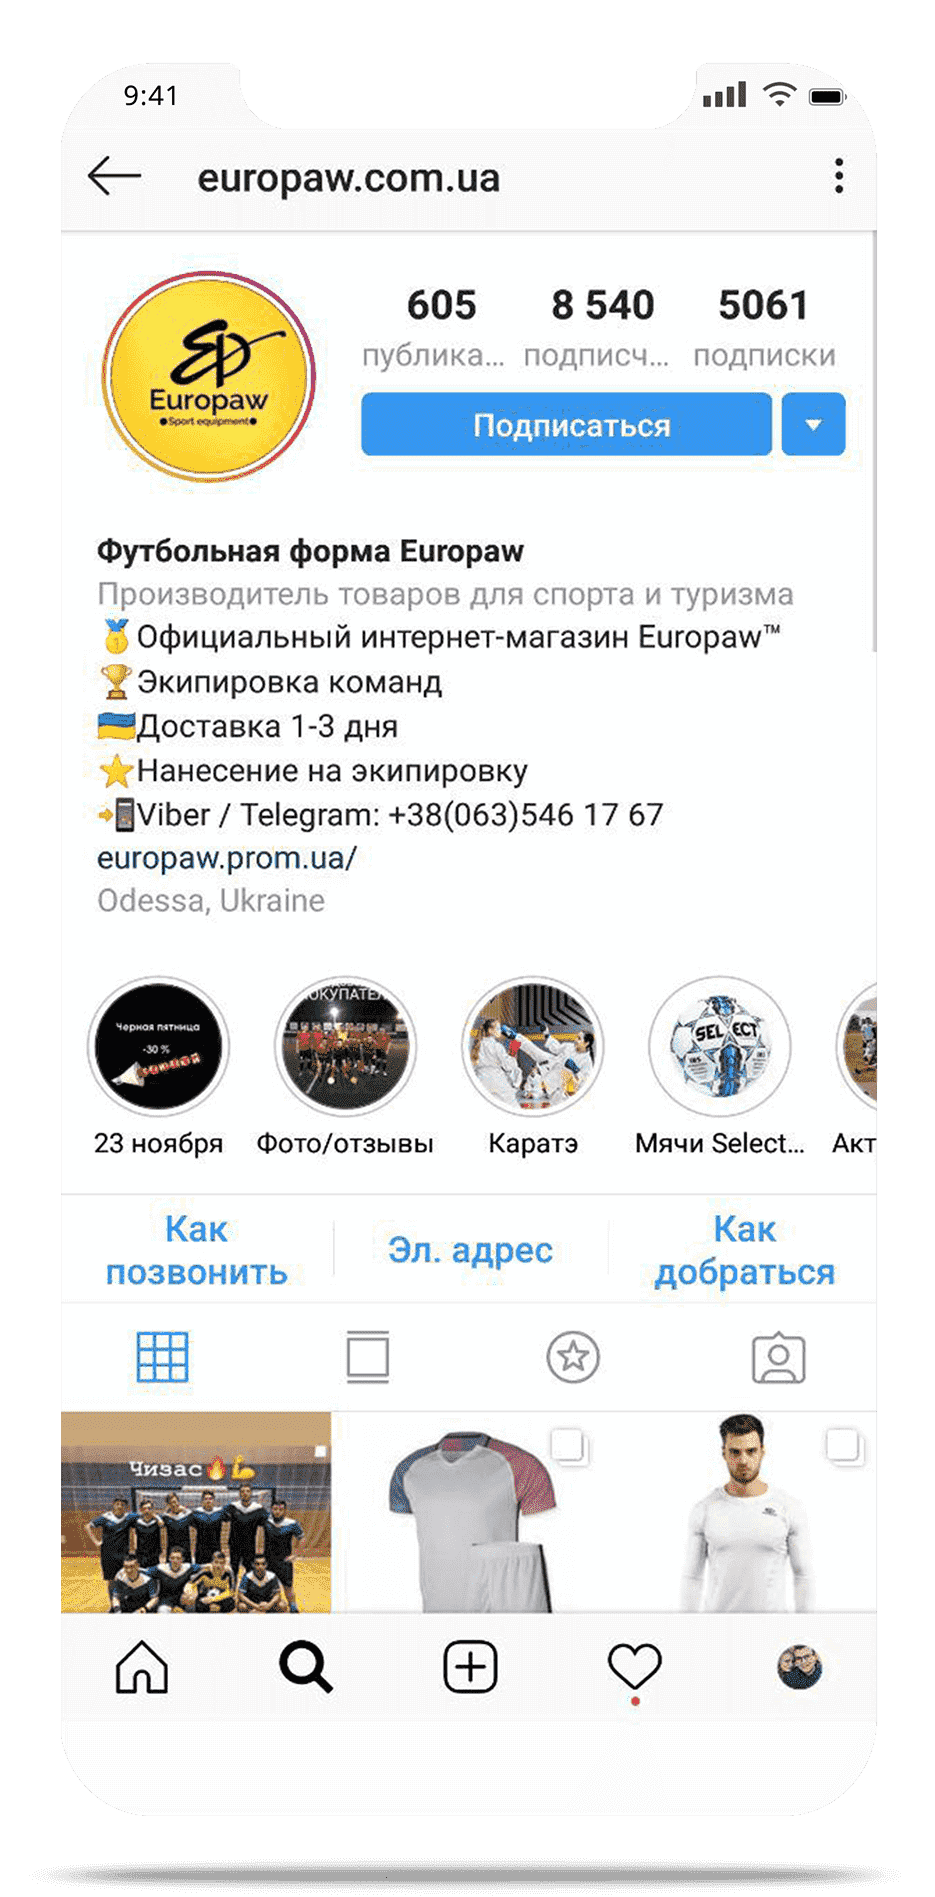 9:41
europaw.com.ua
605 8 540 5061
публика... подписч... подписки
Подписаться
Europaw
•Sport equipment•
Футбольная форма Europaw
Производитель товаров для спорта и туризма
🥇Официальный интернет-магазин Europaw™
🏆Экипировка команд
🇺🇦Доставка 1-3 дня
⭐Нанесение на экипировку
📲Viber / Telegram: +38(063)546 17 67
europaw.prom.ua/
Odessa, Ukraine
Черная пятница
-30 %
SELECT
23 ноября Фото/отзывы Каратэ Мячи Select... Акт
Как позвонить
Эл. адрес
Как добраться
Чизас🔥💪